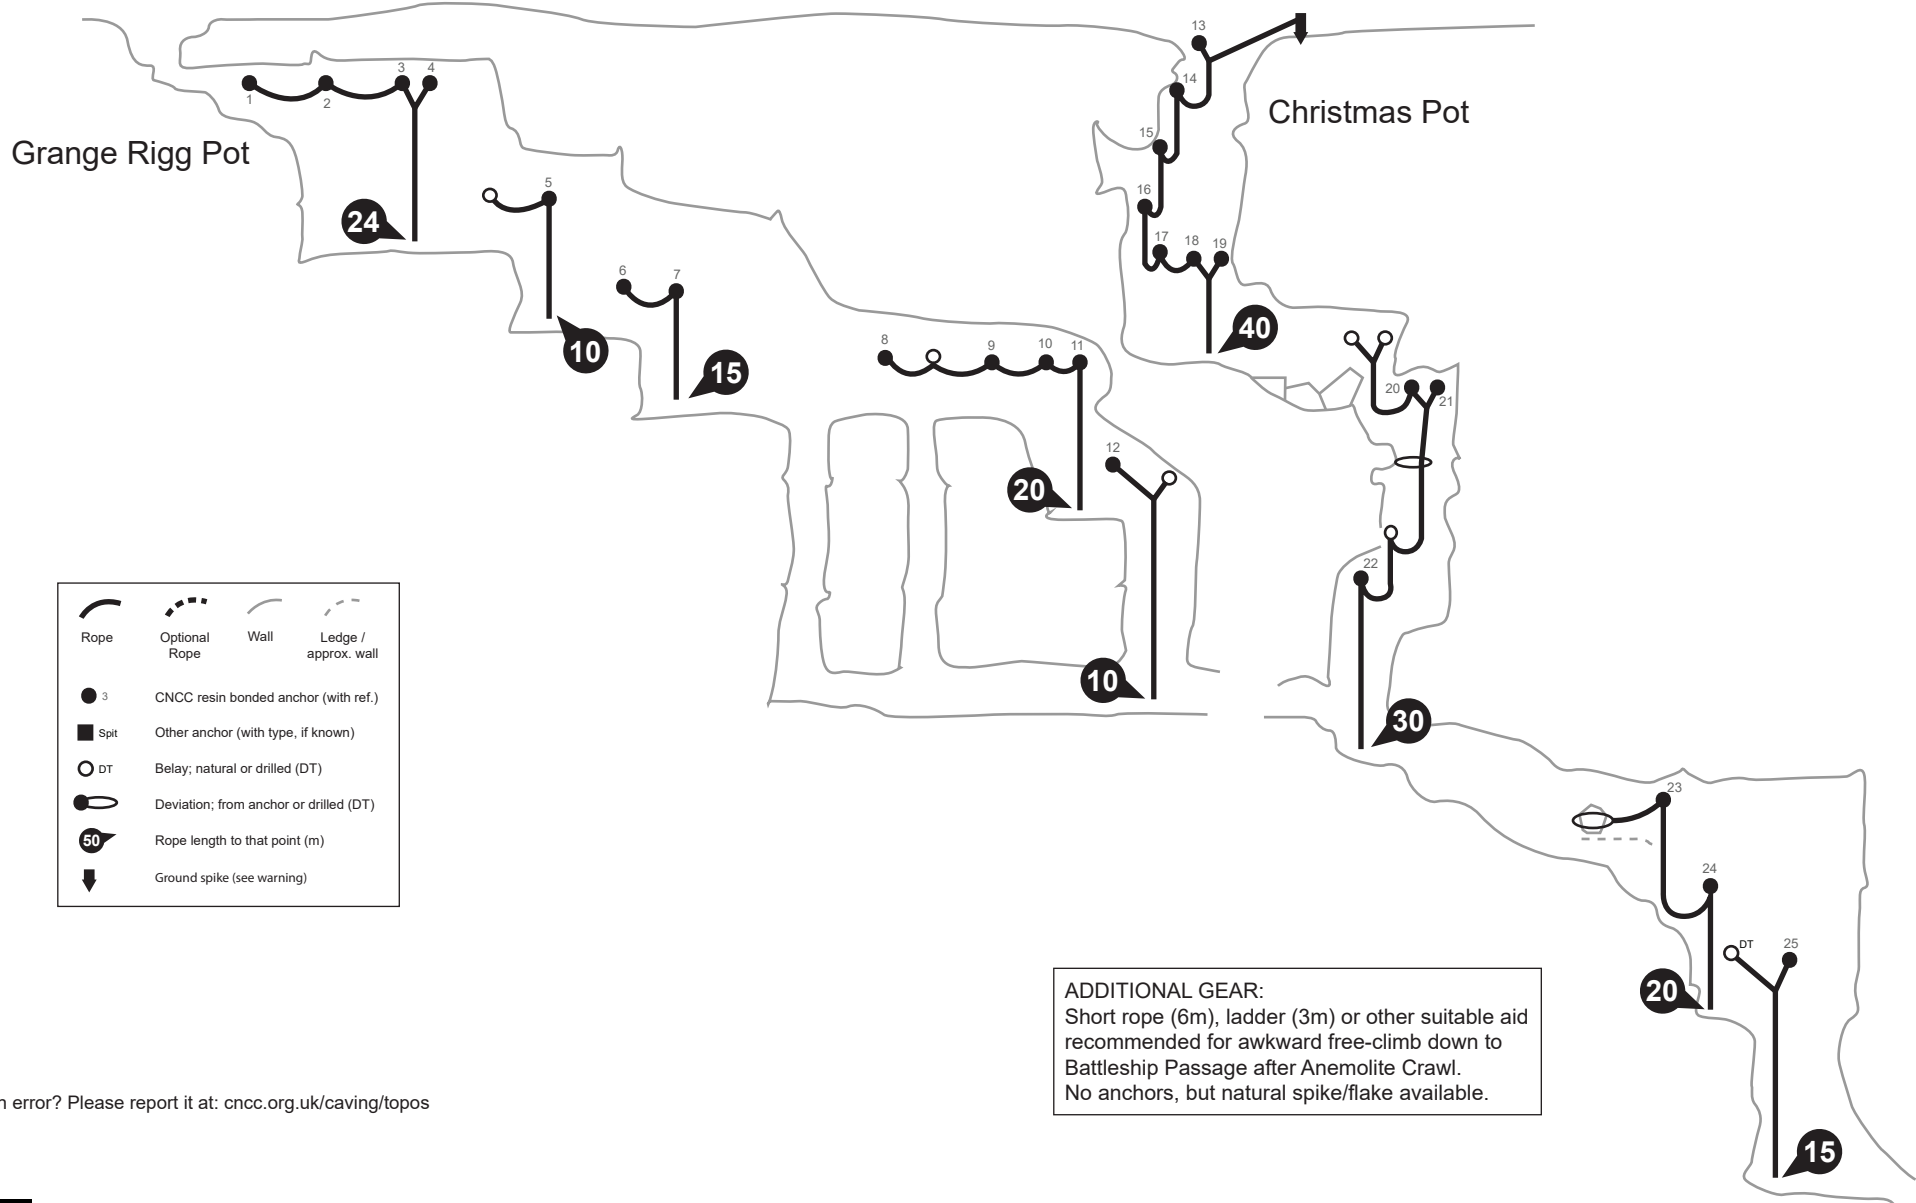 Grange Rigg Pot
Christmas Pot
1
2
3
4
24
5
10
6
7
15
8
9
10
11
20
12
10
13
14
15
16
17
18
19
40
20
21
22
30
23
24
20
DT
25
15
Rope
Optional
Rope
Wall
Ledge /
approx. wall
3
CNCC resin bonded anchor (with ref.)
Spit
Other anchor (with type, if known)
DT
Belay; natural or drilled (DT)
Deviation; from anchor or drilled (DT)
50
Rope length to that point (m)
Ground spike (see warning)
ADDITIONAL GEAR:
Short rope (6m), ladder (3m) or other suitable aid
recommended for awkward free-climb down to
Battleship Passage after Anemolite Crawl.
No anchors, but natural spike/flake available.
n error? Please report it at: cncc.org.uk/caving/topos